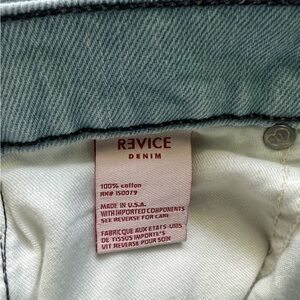 REVICE
DENIM
100% cotton
RN# 150079
MADE IN U.S.A.
WITH IMPORTED COMPONENTS
SEE REVERSE FOR CARE
FABRIQUE AUX ETATS-UNIS
DE TISSUS IMPORTE'S
VIT REVERSE POUR SOIN